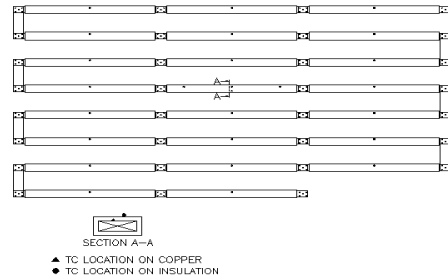 A
A
SECTION A-A
TC LOCATION ON COPPER
TC LOCATION ON INSULATION